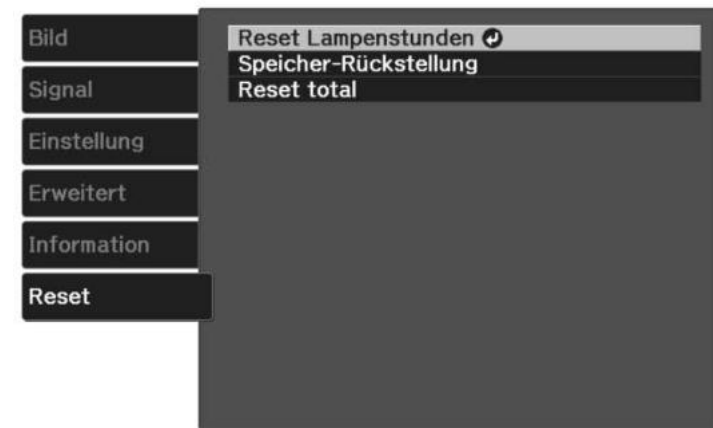 Bild
Signal
Einstellung
Erweitert
Information
Reset
Reset Lampenstunden
Speicher-Rückstellung
Reset total